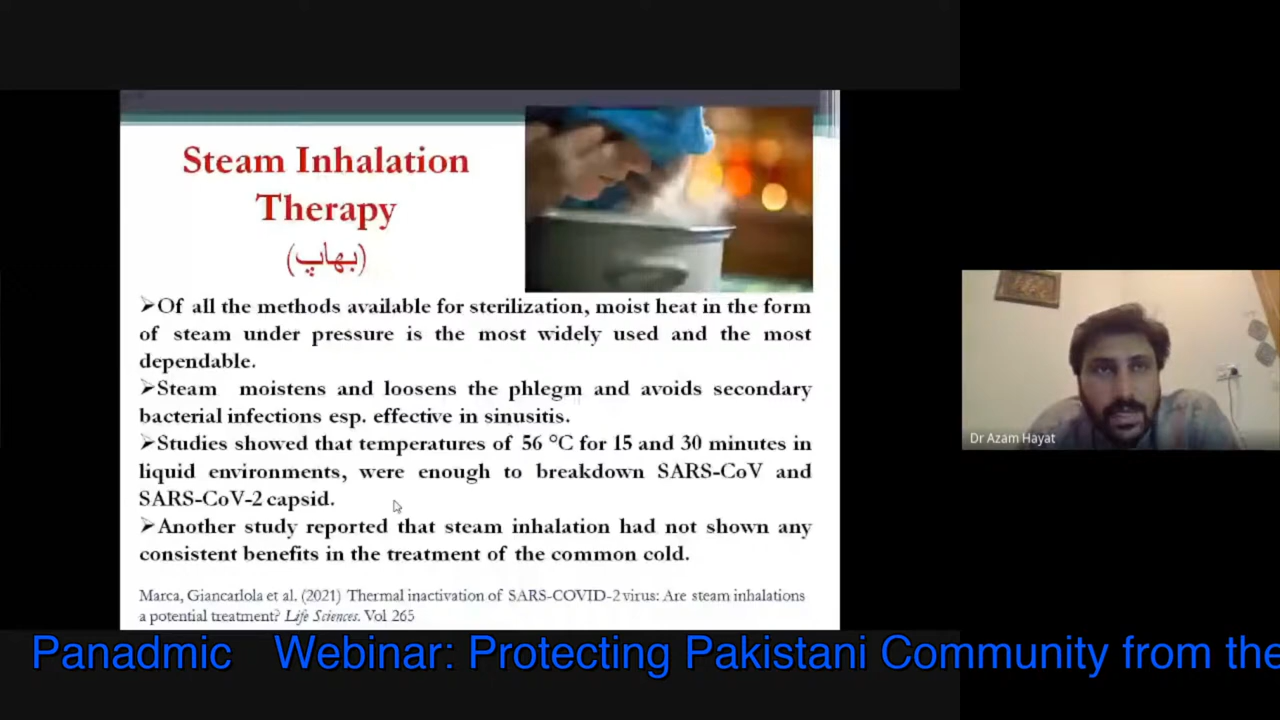 Steam Inhalation
Therapy
(بھاپ)
➢Of all the methods available for sterilization, moist heat in the form
of steam under pressure is the most widely used and the most
dependable.
➢Steam moistens and loosens the phlegm and avoids secondary
bacterial infections esp. effective in sinusitis.
➢Studies showed that temperatures of 56 °C for 15 and 30 minutes in
liquid environments, were enough to breakdown SARS-CoV and
SARS-CoV-2 capsid.
➢Another study reported that steam inhalation had not shown any
consistent benefits in the treatment of the common cold.
Marca, Giancarlola et al. (2021) Thermal inactivation of SARS-COVID-2 virus: Are steam inhalations
a potential treatment? Life Sciences. Vol 265
Dr Azam Hayat
Panadmic Webinar: Protecting Pakistani Community from the